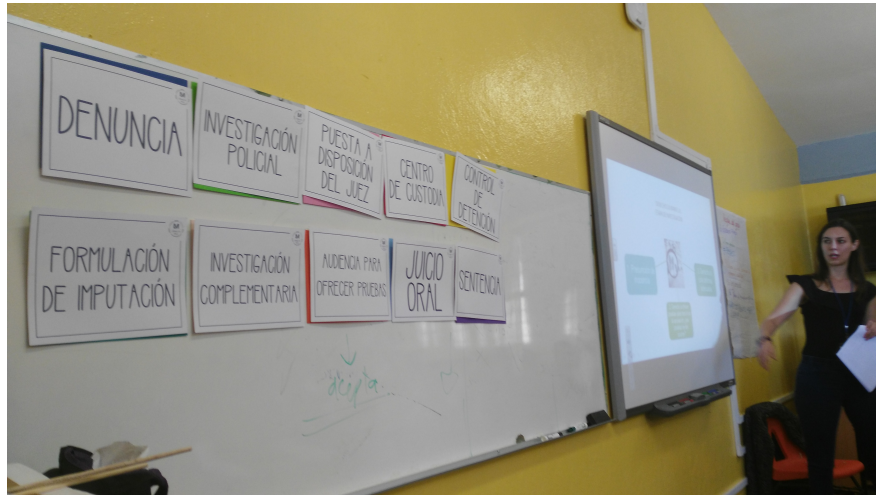 DENUNCIA
INVESTIGACIÓN
POLICIAL
PUESTA A
DISPOSICIÓN
DEL JUEZ
CENTRO
DE CUSTODIA
CONTROL
DE
DETENCIÓN
FORMULACIÓN
DE IMPUTACIÓN
INVESTIGACIÓN
COMPLEMENTARIA
AUDIENCIA PARA
OFRECER PRUEBAS
JUICIO
ORAL
SENTENCIA